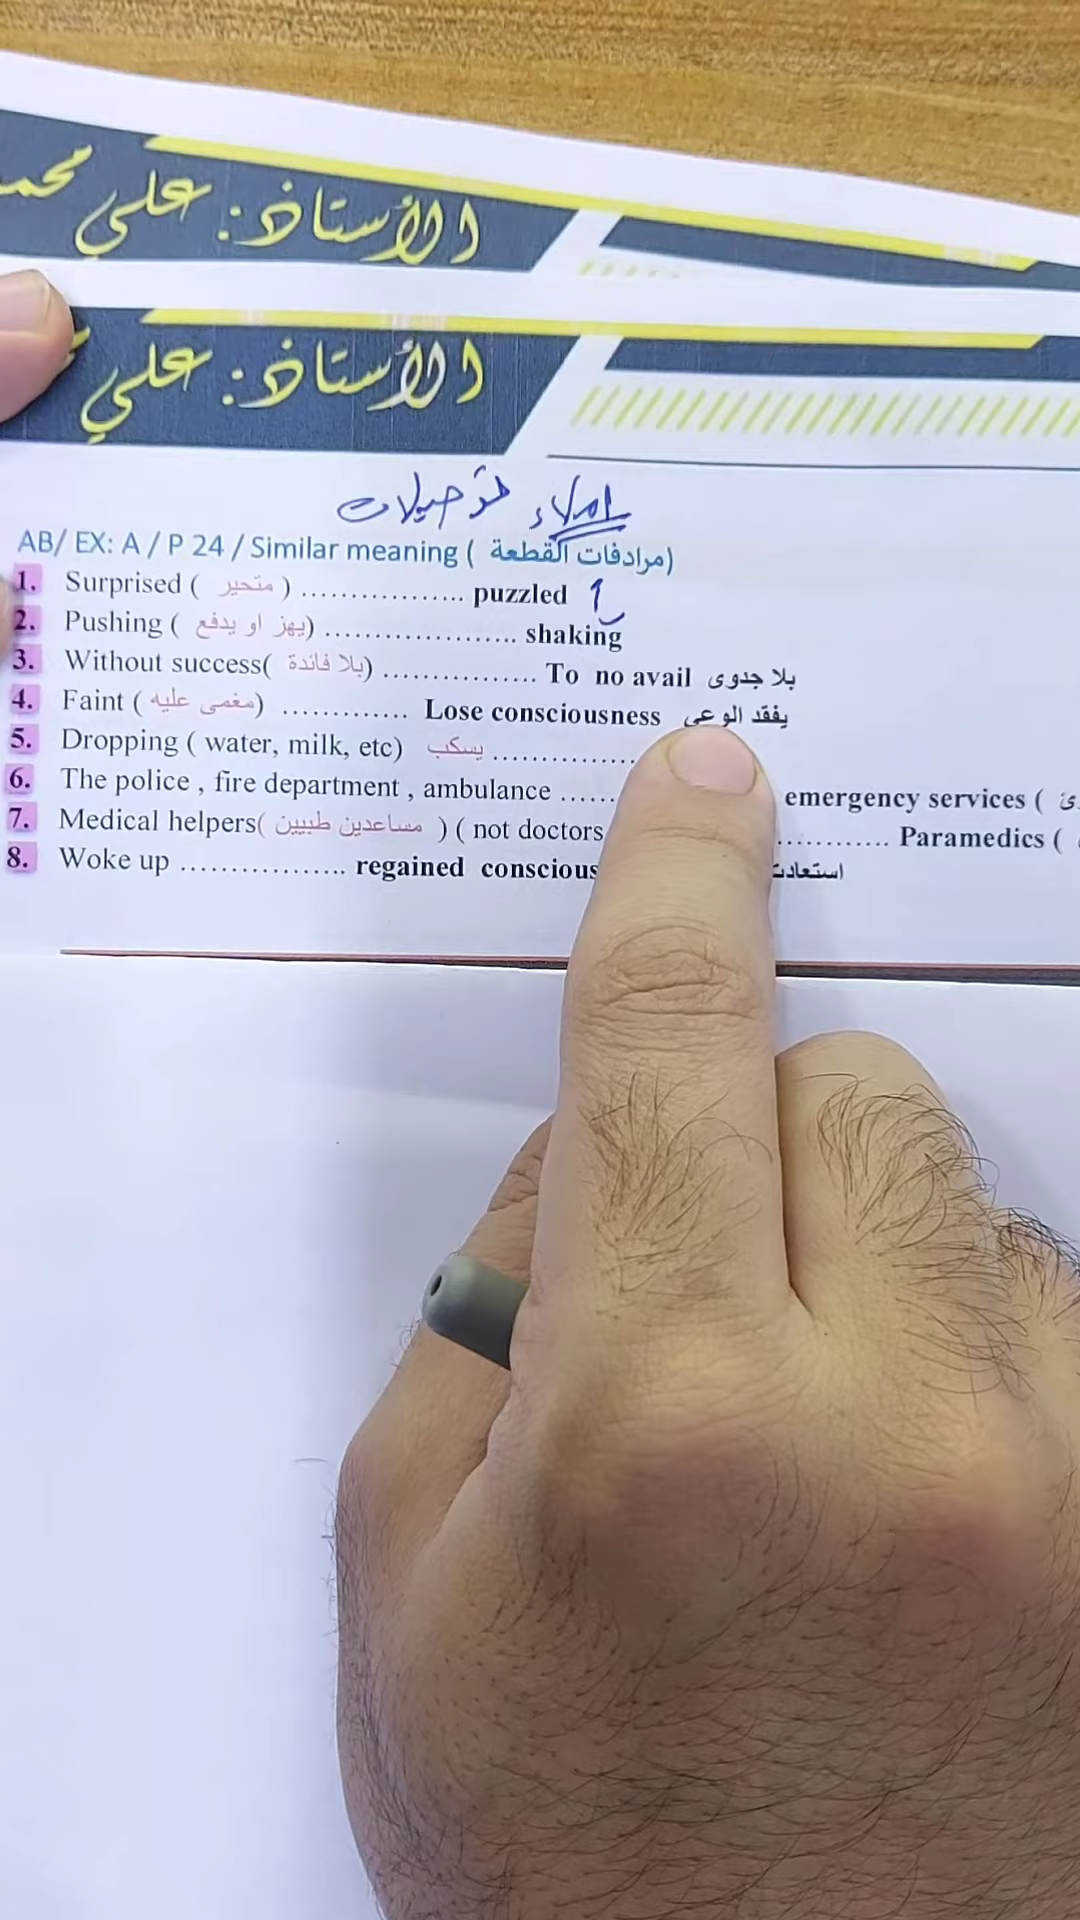 الأستاذ: علي
الأستاذ: علي
املاء توصيلات
AB/ EX: A / P 24 / Similar meaning ( مرادفات القطعة)
1. Surprised ( متحير ) ................. puzzled
2. Pushing ( يهز او يدفع) .................... shaking
3. Without success( بلا فائدة) ................ To no avail بلا جدوى
4. Faint ( مغمى عليه) ............. Lose consciousness يفقد الوعي
5. Dropping ( water, milk, etc) يسكب ...............
6. The police , fire department , ambulance ...... emergency services (
7. Medical helpers( مساعدين طبيين ) ( not doctors ............ Paramedics (
8. Woke up ................. regained